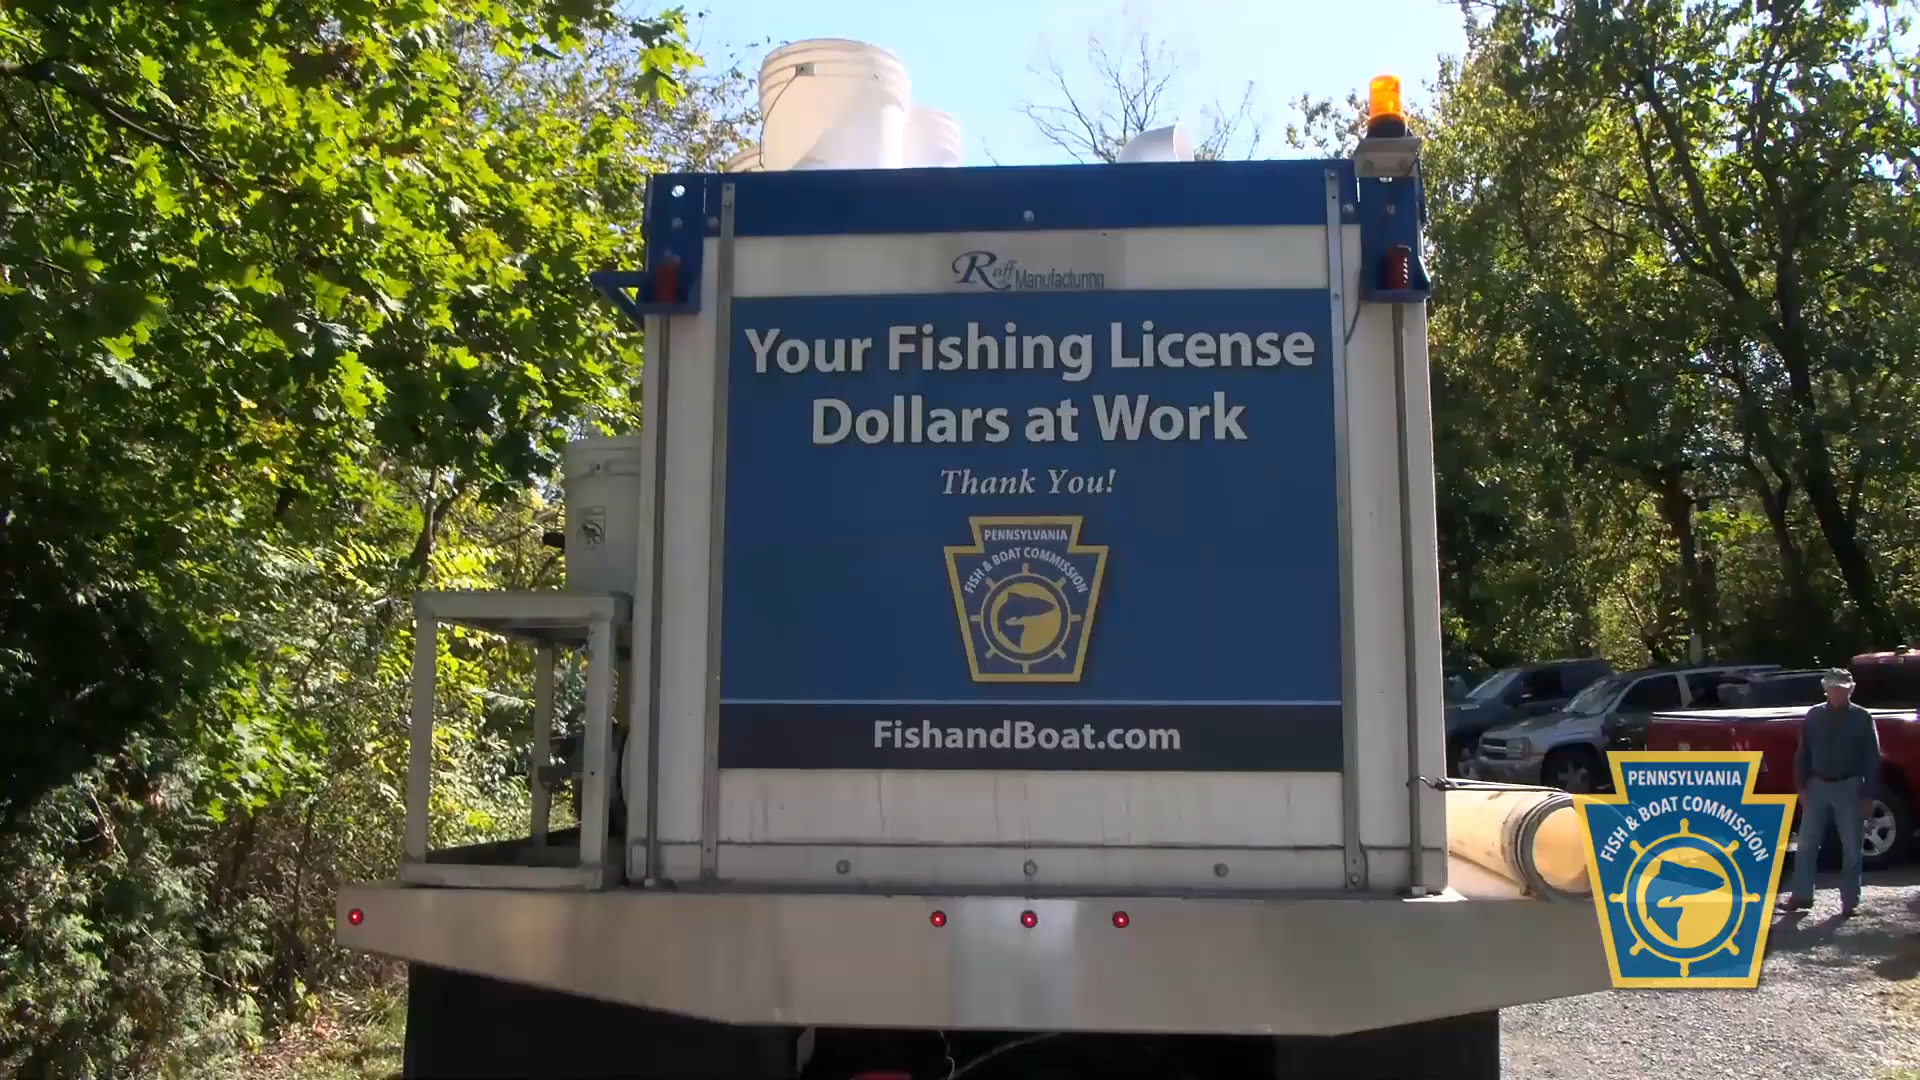 Raff
Manufacturing
Your Fishing License
Dollars at Work
Thank You!
PENNSYLVANIA
FISH & BOAT COMMISSION
FishandBoat.com
PENNSYLVANIA
FISH & BOAT COMMISSION